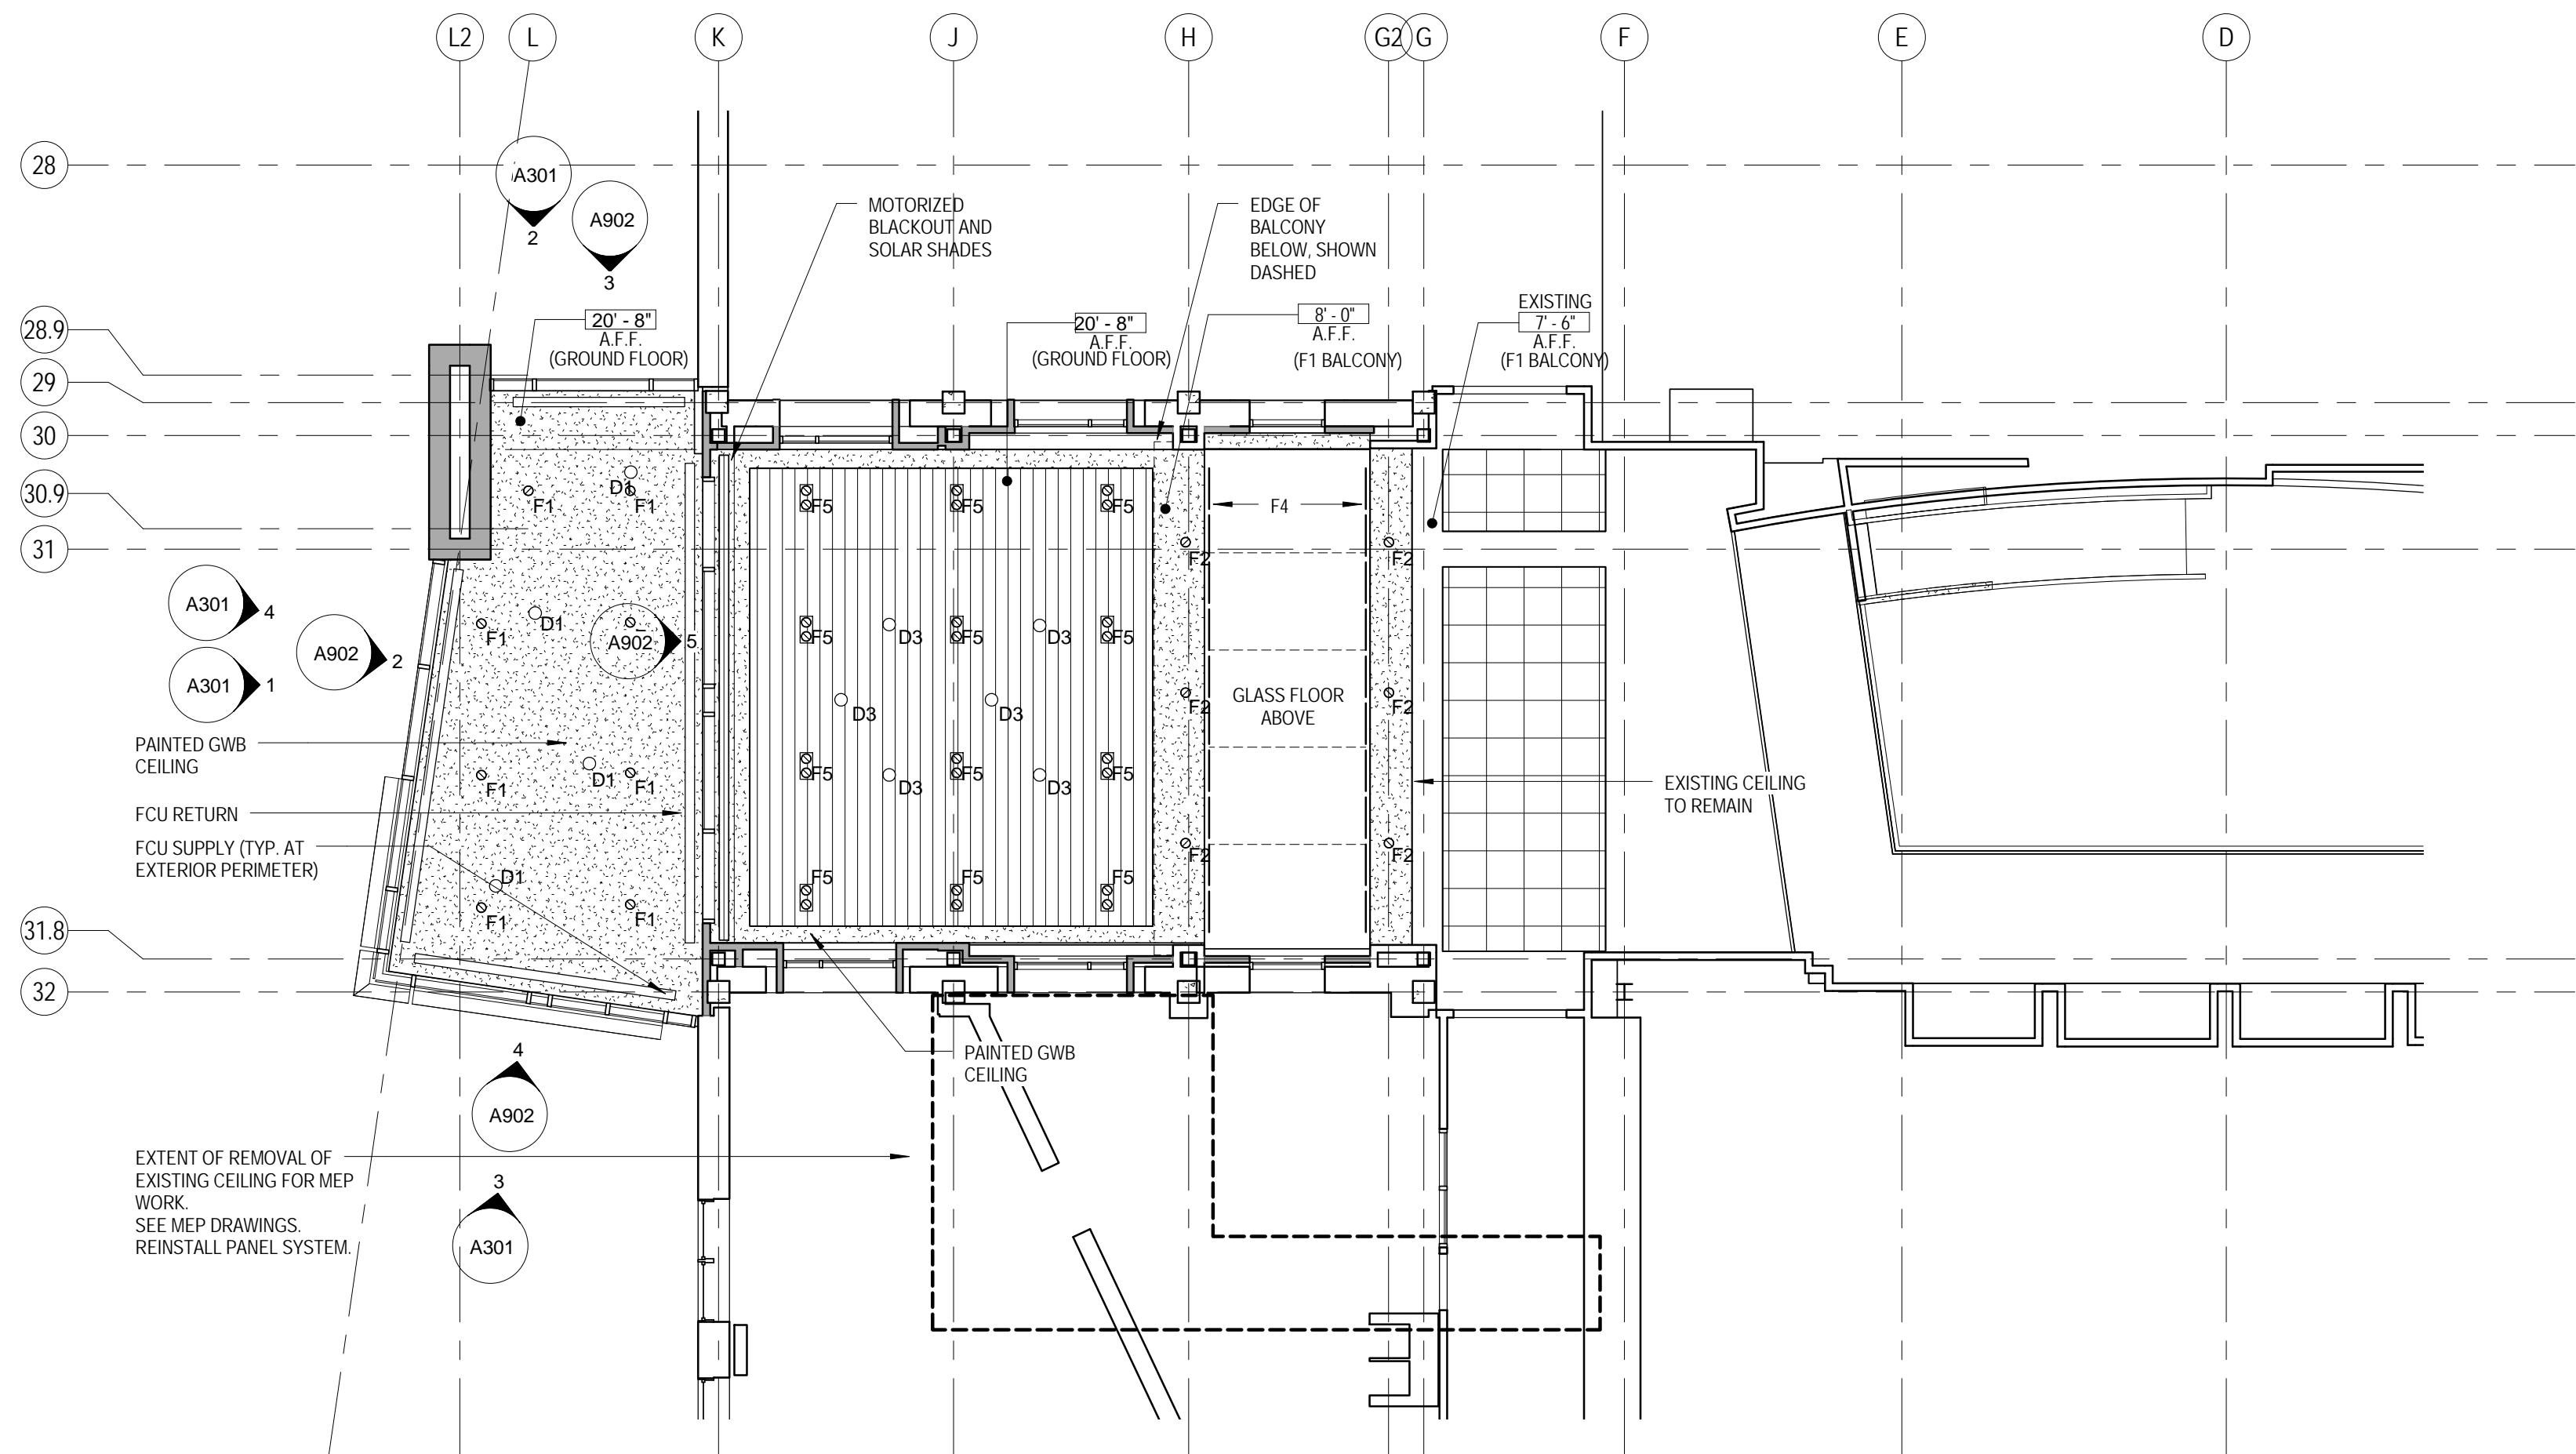 L2
L
K
J
H
G2
G
F
E
D
28
28.9
29
30
30.9
31
31.8
32
A301
2
A902
3
MOTORIZED
BLACKOUT AND
SOLAR SHADES
EDGE OF
BALCONY
BELOW, SHOWN
DASHED
20' - 8"
A.F.F.
(GROUND FLOOR)
20' - 8"
A.F.F.
(GROUND FLOOR)
8' - 0"
A.F.F.
(F1 BALCONY)
EXISTING
7' - 6"
A.F.F.
(F1 BALCONY)
D1
F1
F1
F5
F5
F5
F4
F2
F2
A301
4
A902
2
A301
1
F1
D1
A902
5
F5
D3
F5
D3
F5
D3
D3
F2
F2
GLASS FLOOR
ABOVE
PAINTED GWB
CEILING
F1
D1
F1
F5
D3
F5
D3
F5
EXISTING CEILING
TO REMAIN
FCU RETURN
FCU SUPPLY (TYP. AT
EXTERIOR PERIMETER)
F2
F2
D1
F1
F1
F5
F5
F5
PAINTED GWB
CEILING
4
A902
3
A301
EXTENT OF REMOVAL OF
EXISTING CEILING FOR MEP
WORK.
SEE MEP DRAWINGS.
REINSTALL PANEL SYSTEM.